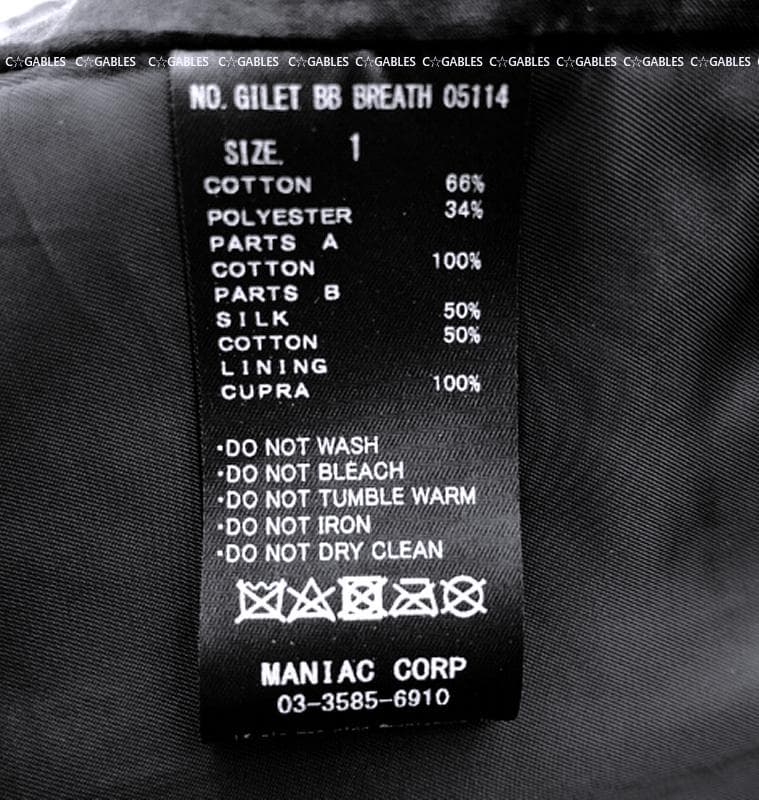 C☆GABLES C☆GABLES C☆GABLES C☆GABLES C☆GABLES C☆GABLES C☆GABLES C☆GABLES C☆GABLES C☆GABLES C☆GABLES
NO. GILET BB BREATH 05114
SIZE. 1
COTTON 66%
POLYESTER 34%
PARTS A
COTTON 100%
PARTS B
SILK 50%
COTTON 50%
LINING
CUPRA 100%
・DO NOT WASH
・DO NOT BLEACH
・DO NOT TUMBLE WARM
・DO NOT IRON
・DO NOT DRY CLEAN
MANIAC CORP
03-3585-6910